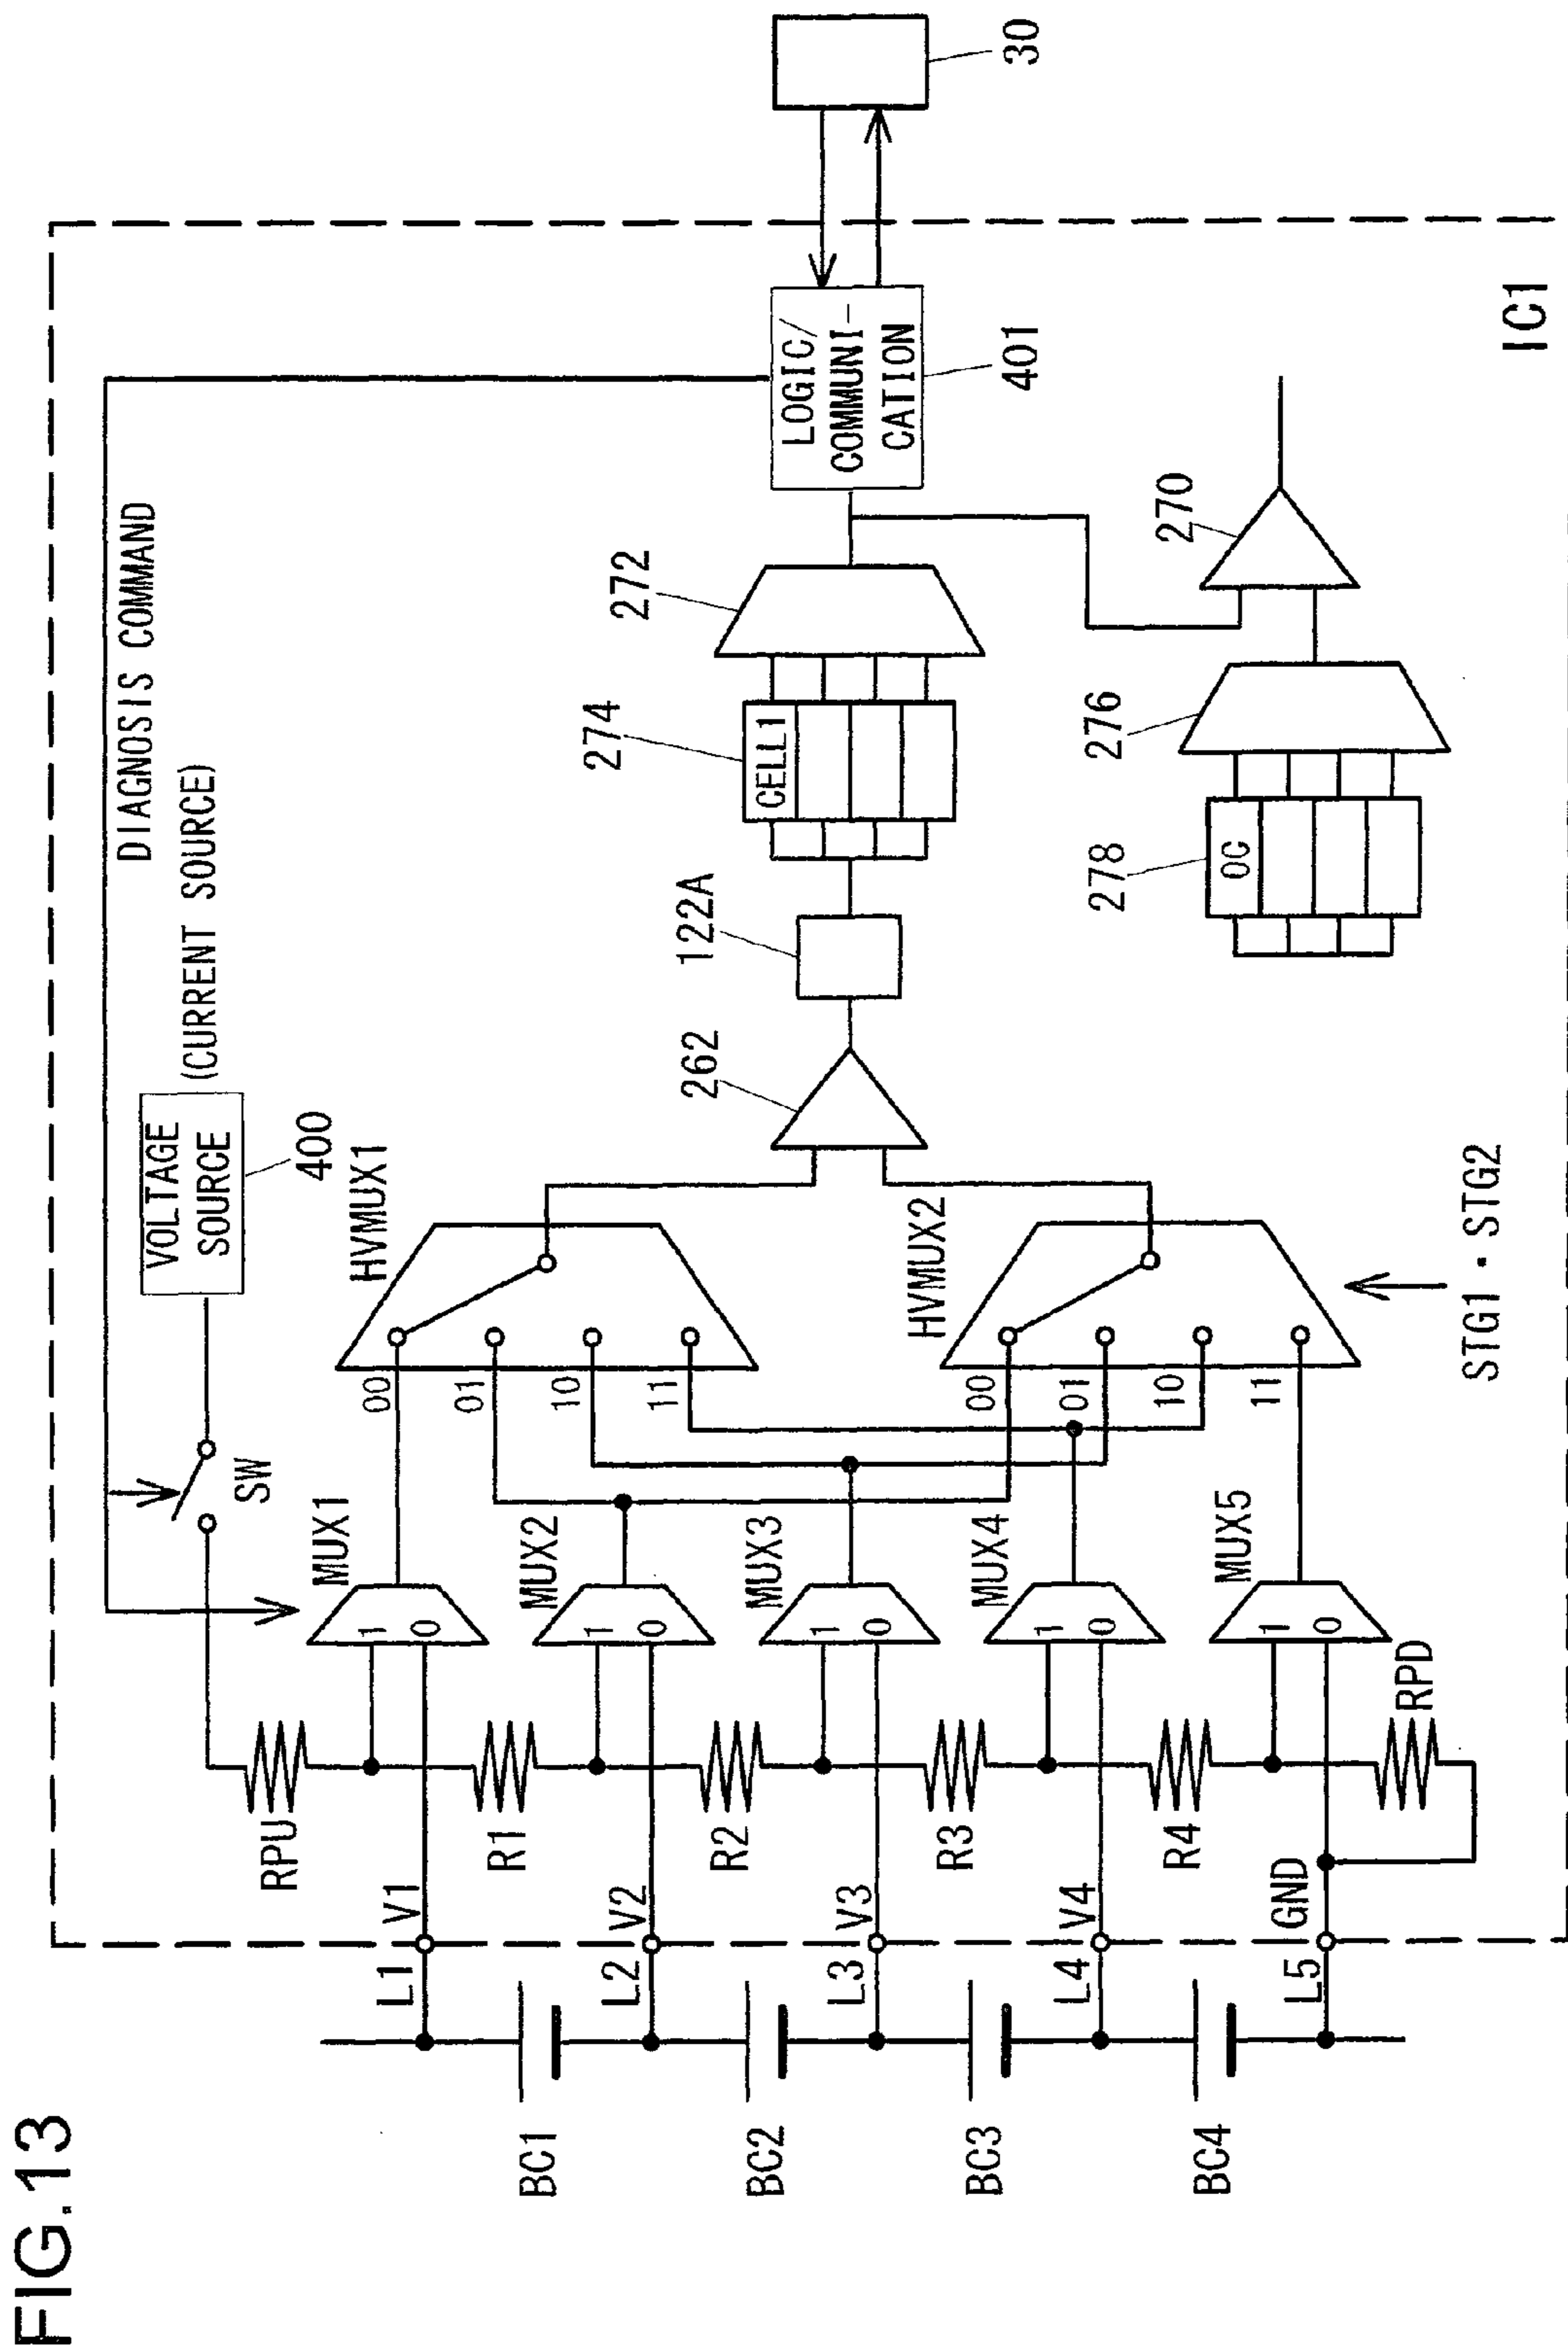 FIG.13
DIAGNOSIS COMMAND
VOLTAGE
SOURCE
(CURRENT SOURCE)
400
SW
HVMUX1
00
01
10
11
HVMUX2
00
01
10
11
STG1・STG2
MUX1
1
0
MUX2
1
0
MUX3
1
0
MUX4
1
0
MUX5
1
0
RPU
R1
R2
R3
R4
RPD
V1
V2
V3
V4
GND
L1
L2
L3
L4
L5
BC1
BC2
BC3
BC4
262
122A
274
CELL1
272
278
OC
276
270
LOGIC/
COMMUNI-
CATION
401
30
IC1